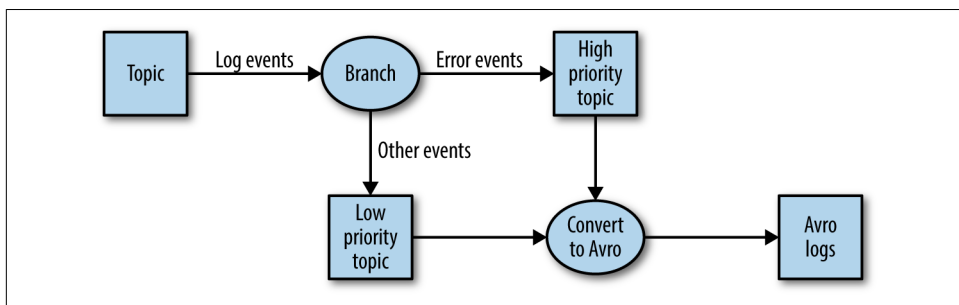 Topic
Log events
Branch
Error events
High
priority
topic
Other events
Low
priority
topic
Convert
to Avro
Avro
logs